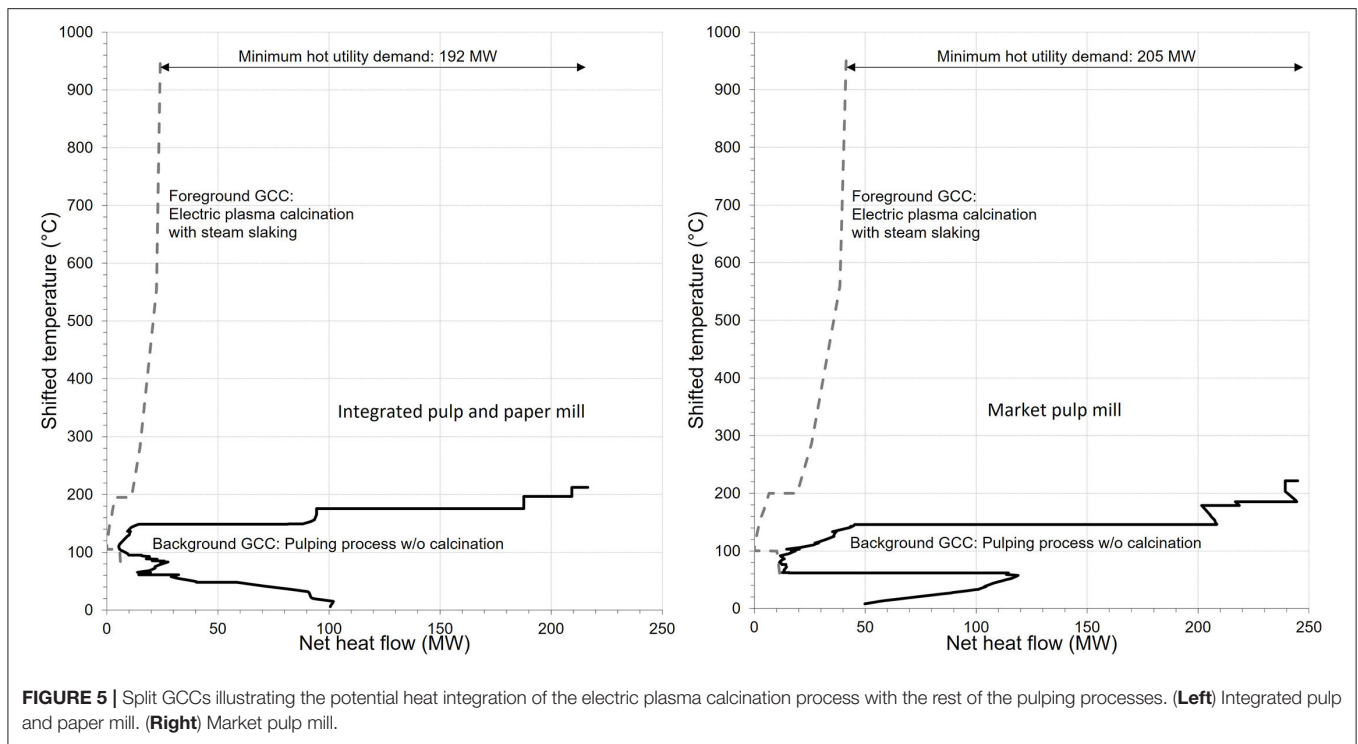 1000
900
800
700
600
500
400
300
200
100
0
Shifted temperature (°C)
Minimum hot utility demand: 192 MW
Foreground GCC:
Electric plasma calcination
with steam slaking
Integrated pulp and paper mill
Background GCC: Pulping process w/o calcination
0 50 100 150 200 250
Net heat flow (MW)
1000
900
800
700
600
500
400
300
200
100
0
Shifted temperature (°C)
Minimum hot utility demand: 205 MW
Foreground GCC:
Electric plasma calcination
with steam slaking
Market pulp mill
Background GCC: Pulping process w/o calcination
0 50 100 150 200 250
Net heat flow (MW)
FIGURE 5 | Split GCCs illustrating the potential heat integration of the electric plasma calcination process with the rest of the pulping processes. (Left) Integrated pulp
and paper mill. (Right) Market pulp mill.